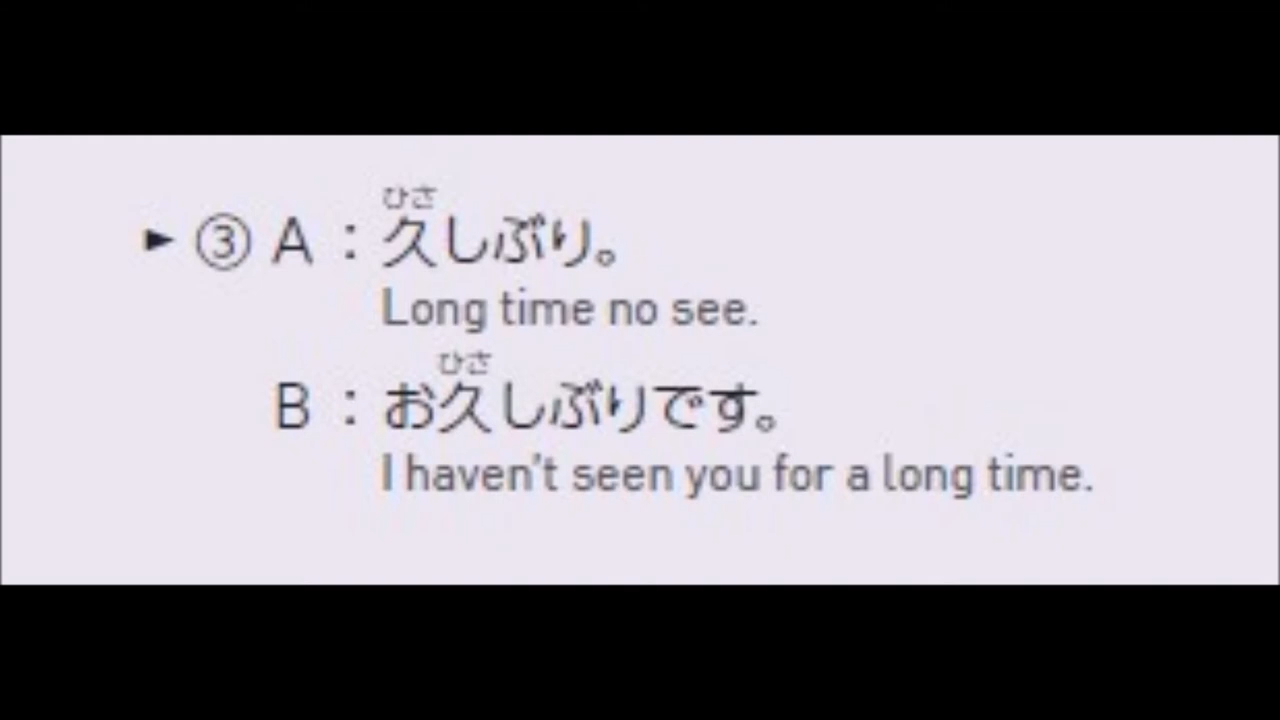 ► ③ A：久しぶり。
ひさ
Long time no see.
B：お久しぶりです。
ひさ
I haven't seen you for a long time.